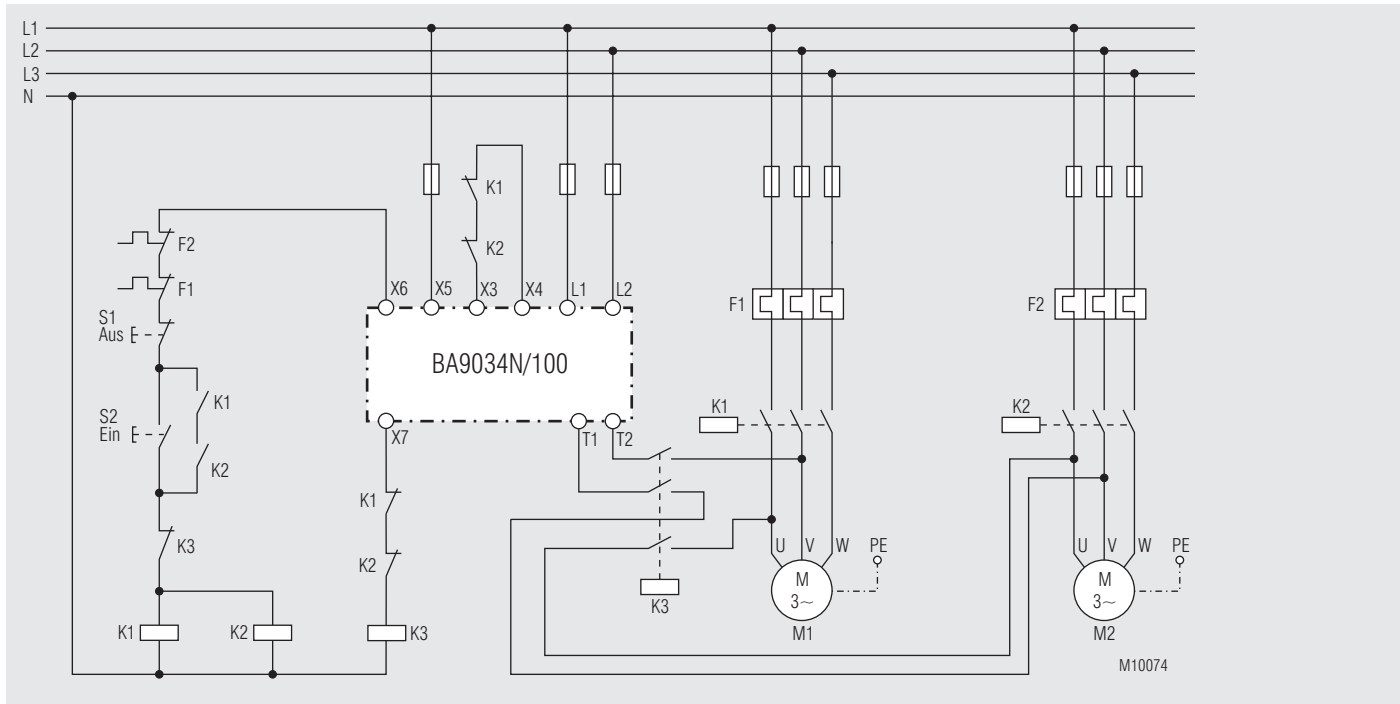 L1
L2
L3
N
K1
K2
F2
F1
S1
Aus
X6
X5
X3
X4
L1
L2
BA9034N/100
F1
F2
K1
S2
Ein
K2
X7
T1
T2
K1
K2
K1
K3
K2
U
V
W
PE
U
V
W
PE
M
3~
M
3~
K3
K1
K2
K3
M1
M2
M10074